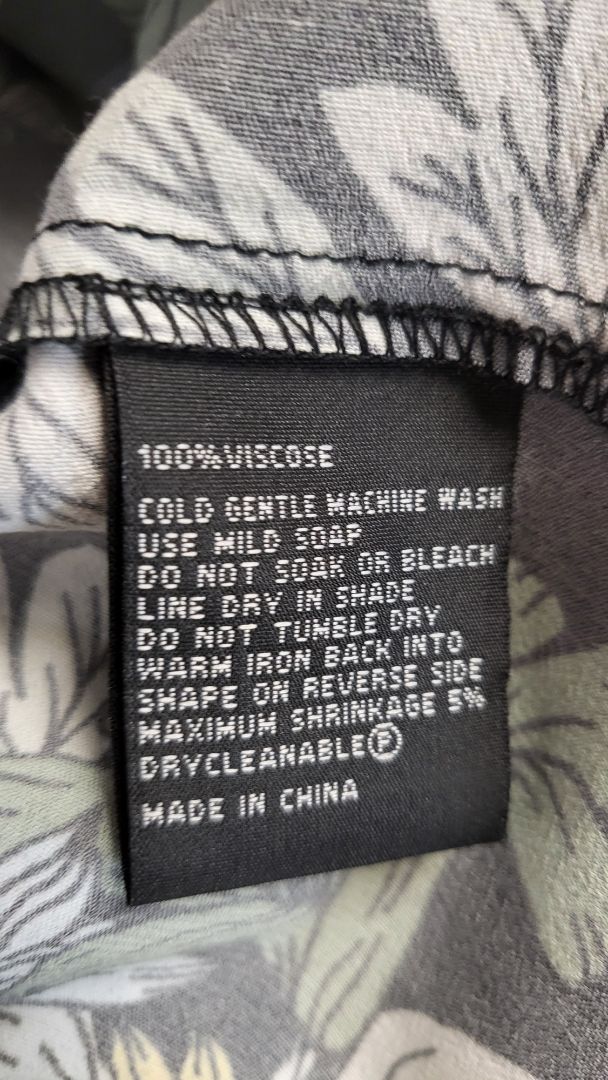 100%VISCOSE
COLD GENTLE MACHINE WASH
USE MILD SOAP
DO NOT SOAK OR BLEACH
LINE DRY IN SHADE
DO NOT TUMBLE DRY
WARM IRON BACK INTO
SHAPE ON REVERSE SIDE
MAXIMUM SHRINKAGE 5%
DRYCLEANABLE Ⓟ
MADE IN CHINA